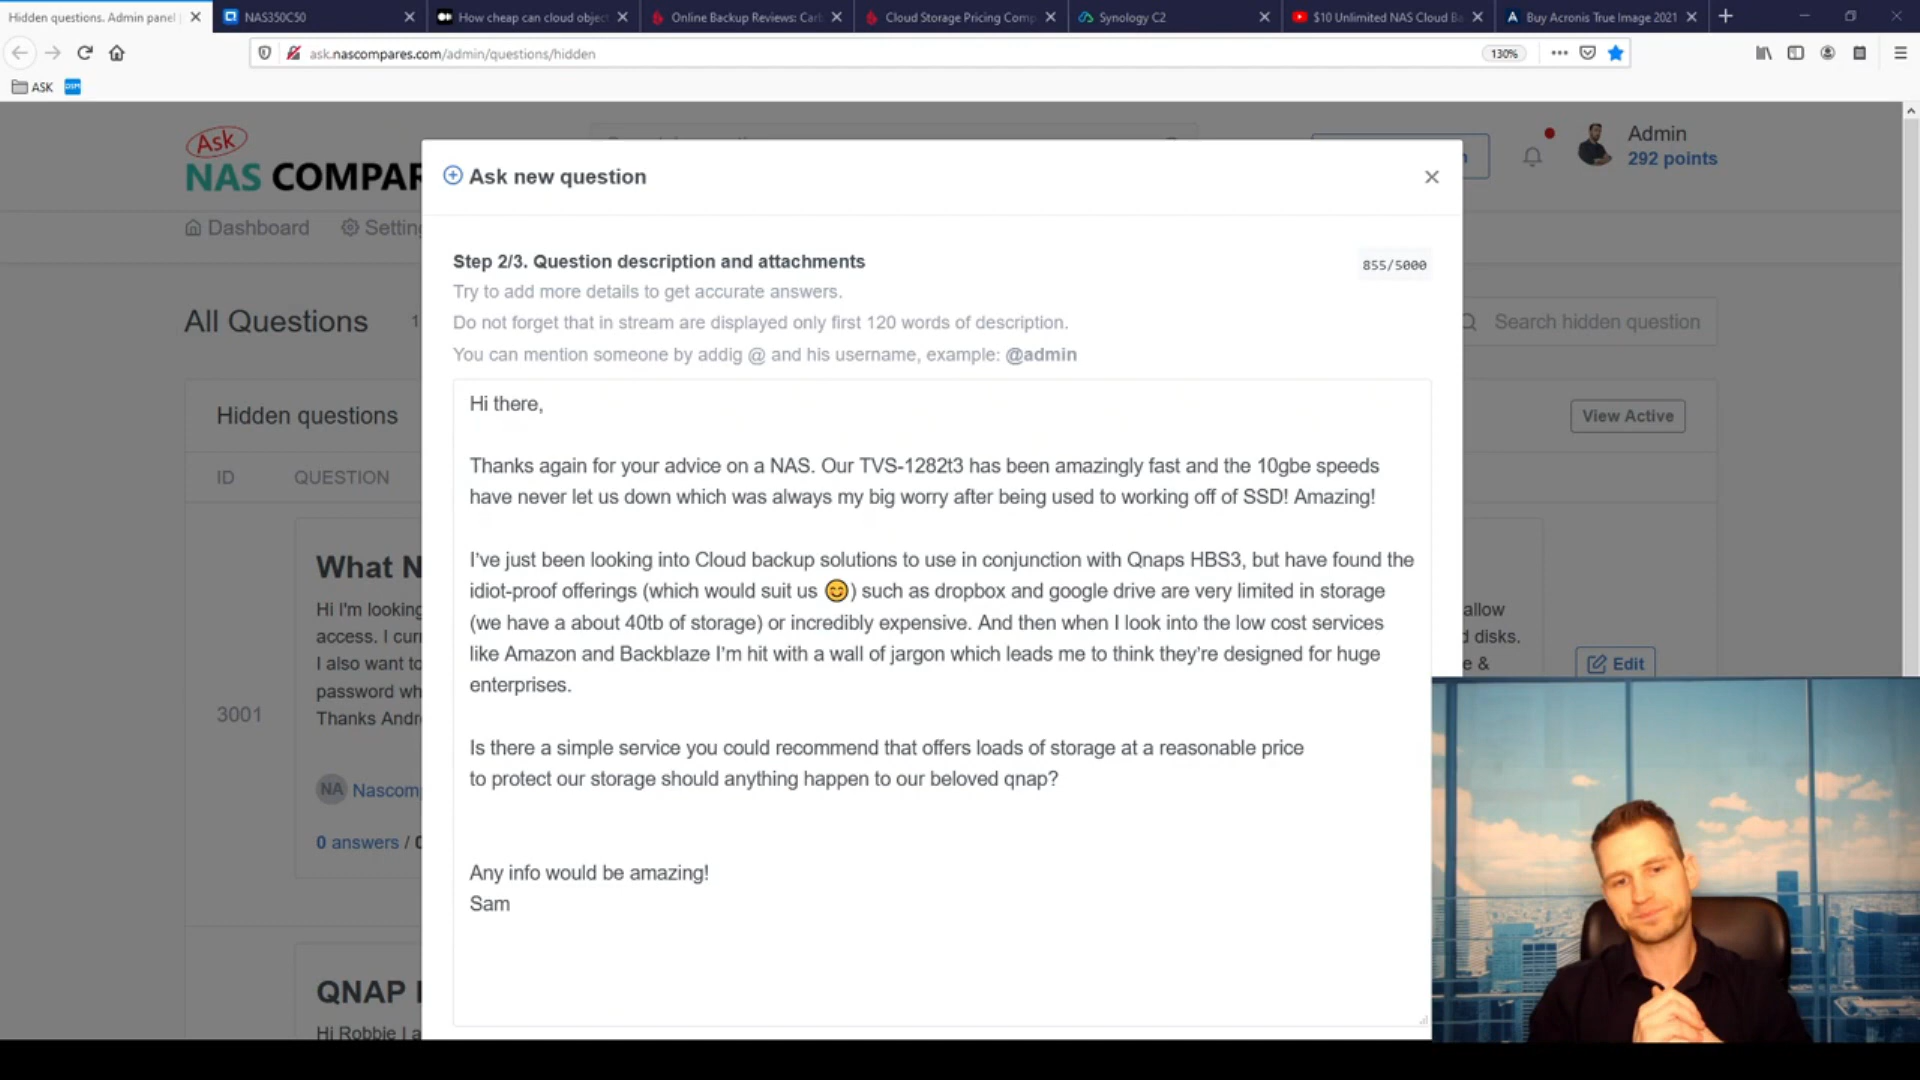 Hidden questions. Admin panel
NAS350C50
How cheap can cloud object
Online Backup Reviews: Carb
Cloud Storage Pricing Comp
Synology C2
$10 Unlimited NAS Cloud Ba
Buy Acronis True Image 2021
ask.nascompares.com/admin/questions/hidden
130%
ASK
DSM
Ask
NAS COMPAR
Admin
292 points
Dashboard
Setting
Ask new question
Step 2/3. Question description and attachments
855/5000
Try to add more details to get accurate answers.
Do not forget that in stream are displayed only first 120 words of description.
You can mention someone by addig @ and his username, example: @admin
All Questions
1
Search hidden question
Hidden questions
View Active
ID
QUESTION
Hi there,
Thanks again for your advice on a NAS. Our TVS-1282t3 has been amazingly fast and the 10gbe speeds
have never let us down which was always my big worry after being used to working off of SSD! Amazing!
I've just been looking into Cloud backup solutions to use in conjunction with Qnaps HBS3, but have found the
idiot-proof offerings (which would suit us 😊) such as dropbox and google drive are very limited in storage
(we have a about 40tb of storage) or incredibly expensive. And then when I look into the low cost services
like Amazon and Backblaze I'm hit with a wall of jargon which leads me to think they're designed for huge
enterprises.
Is there a simple service you could recommend that offers loads of storage at a reasonable price
to protect our storage should anything happen to our beloved qnap?
Any info would be amazing!
Sam
3001
What N
Hi I'm looking
access. I curr
I also want to
password wh
Thanks Andr
NA
Nascom
0 answers /
allow
d disks.
e &
Edit
QNAP
Hi Robbie I a